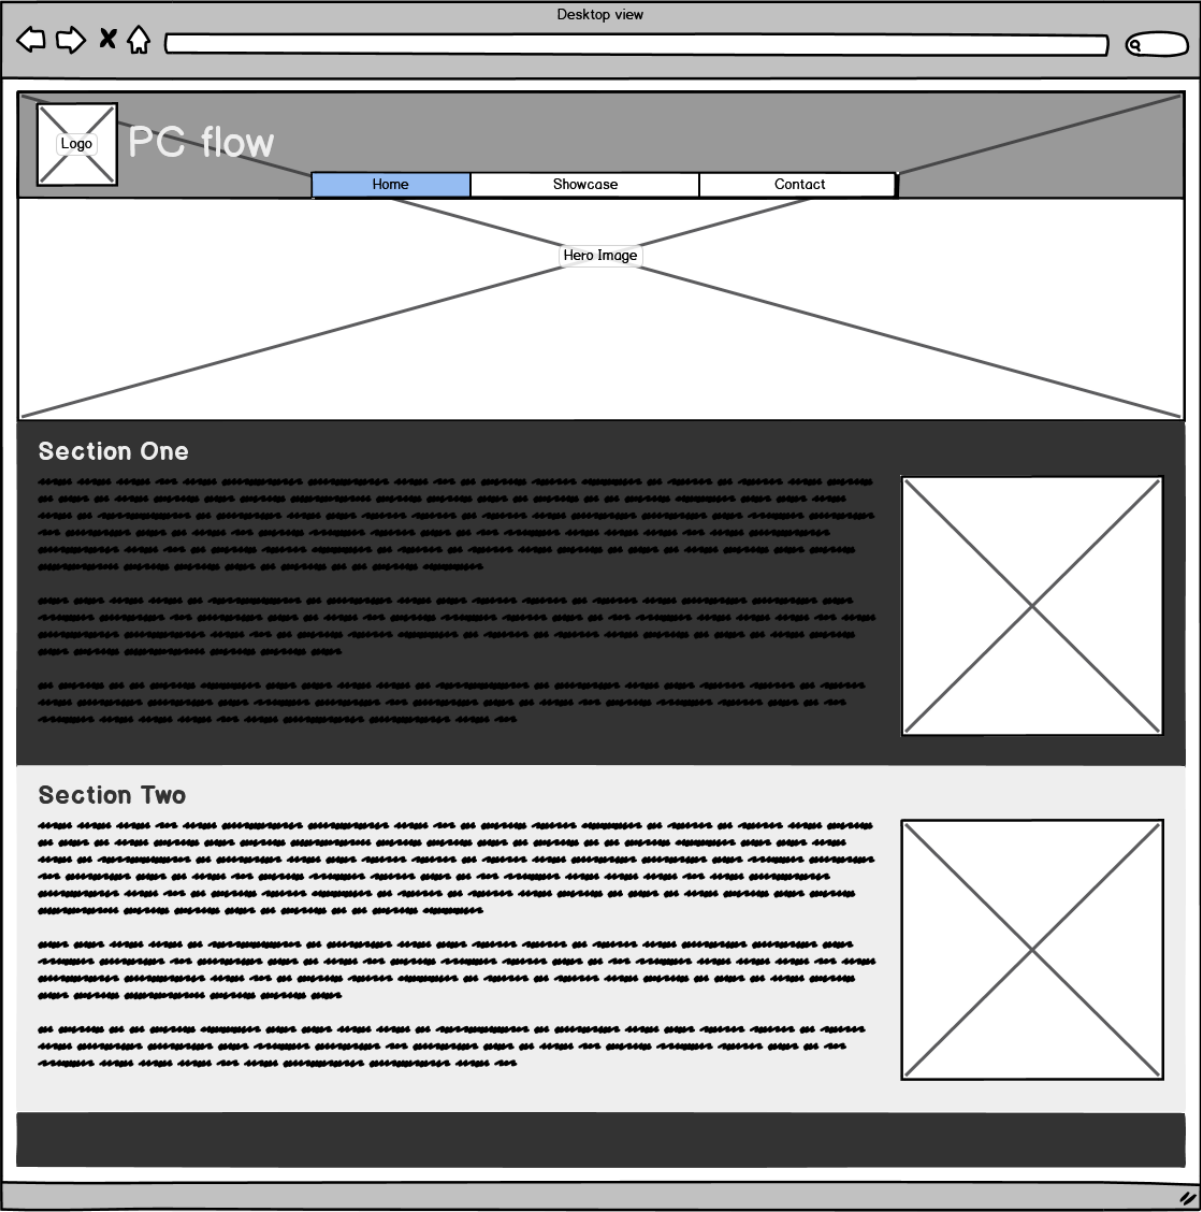 Desktop view
Logo
PC flow
Home
Showcase
Contact
Hero Image
Section One
Section Two